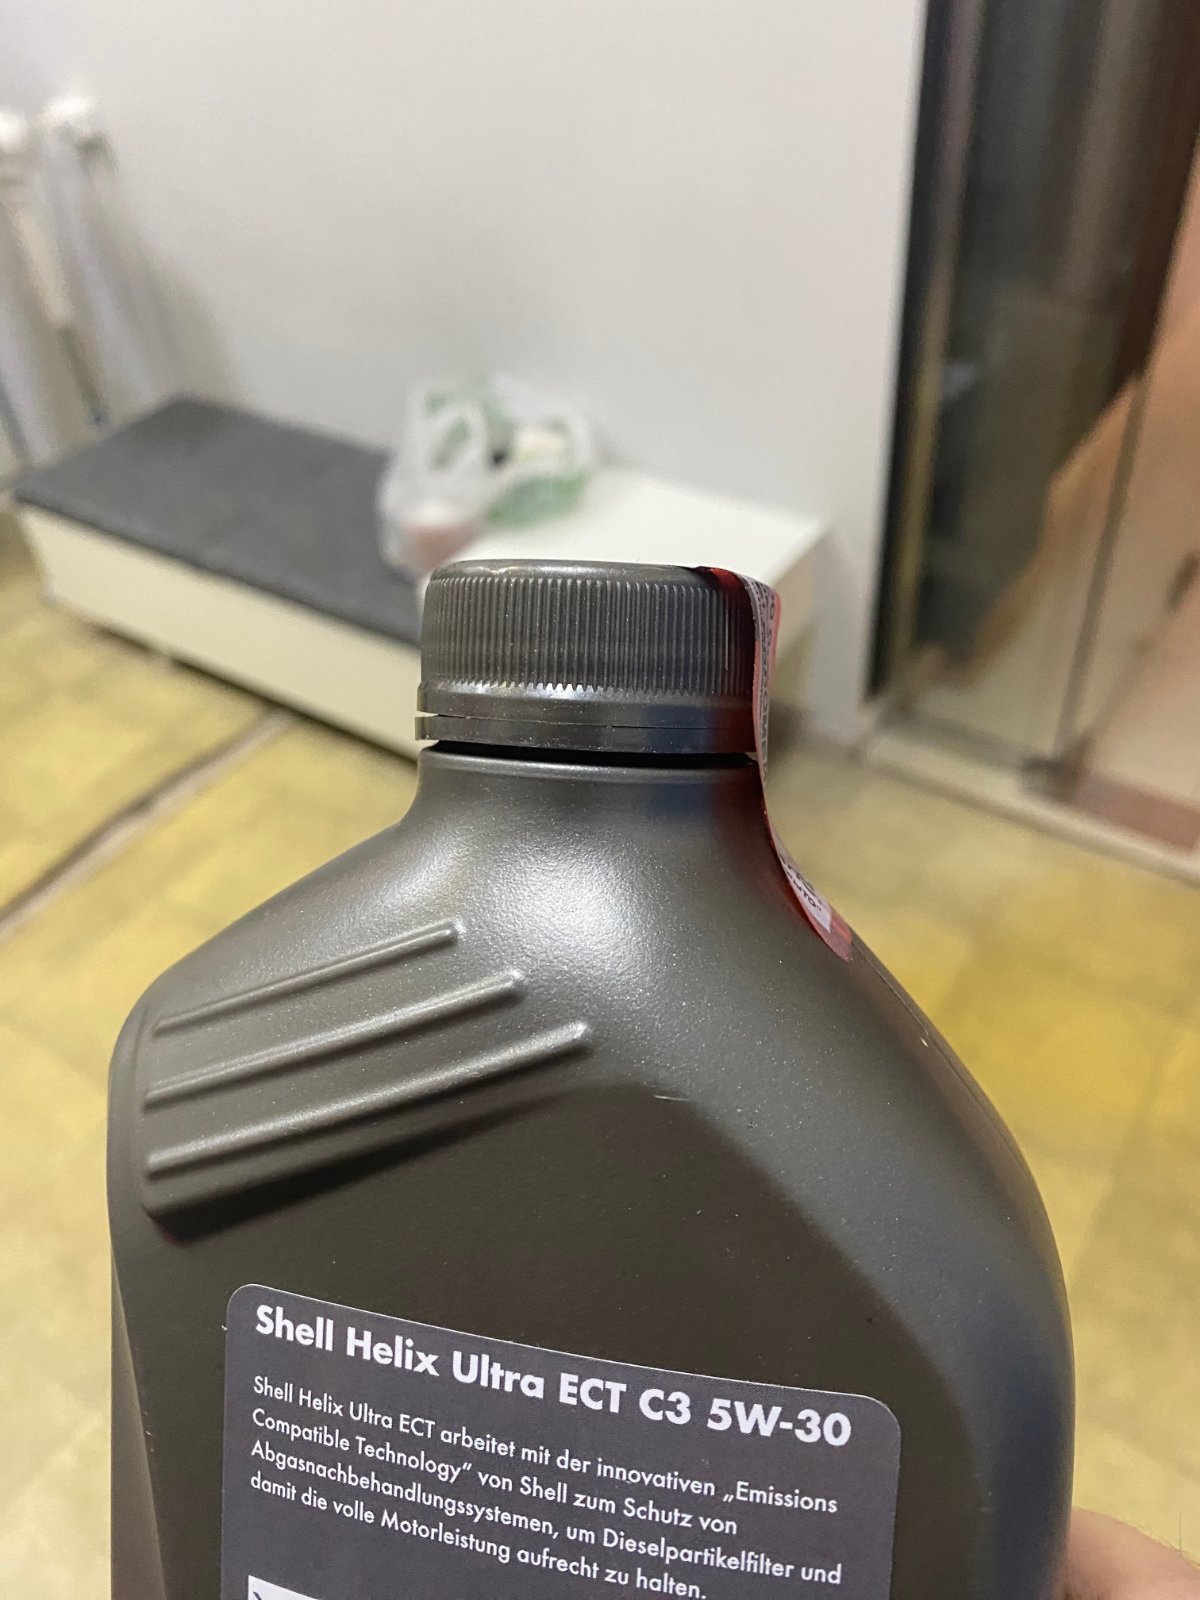 Shell Helix Ultra ECT C3 5W-30
Shell Helix Ultra ECT arbeitet mit der innovativen „Emissions
Compatible Technology“ von Shell zum Schutz von
Abgasnachbehandlungssystemen, um Dieselpartikelfilter und
damit die volle Motorleistung aufrecht zu halten.